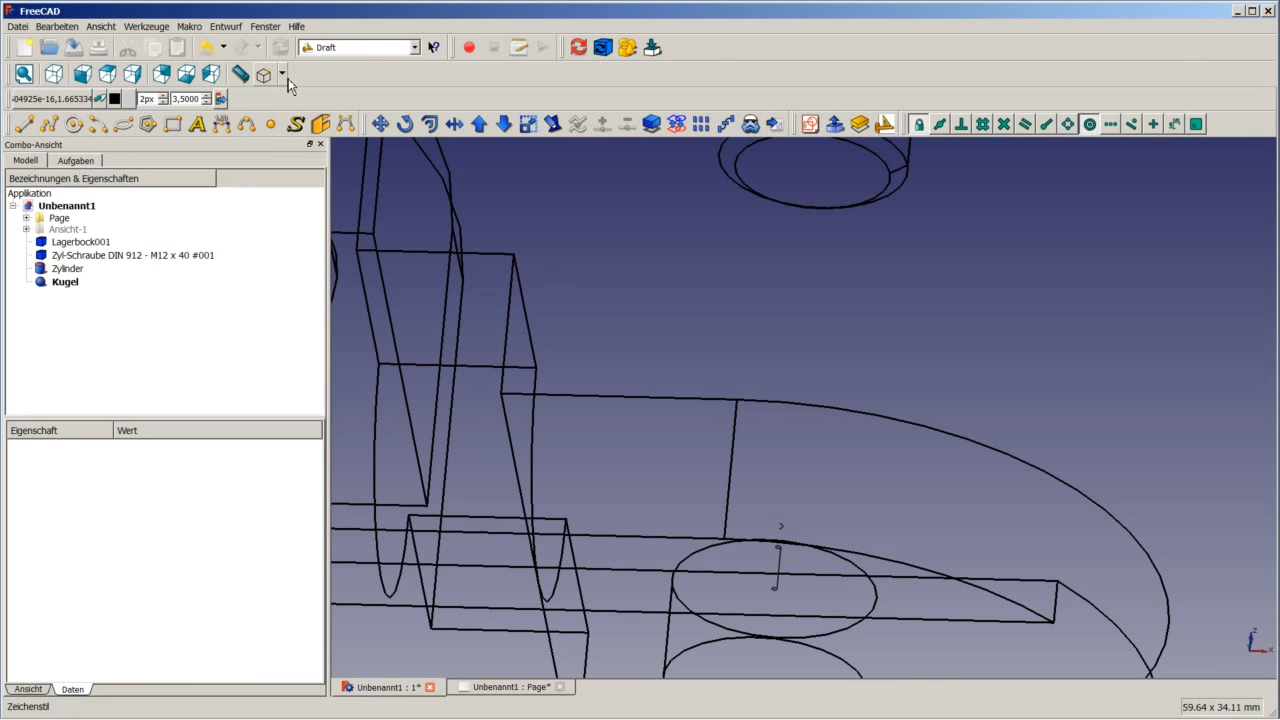 FreeCAD
Datei Bearbeiten Ansicht Werkzeuge Makro Entwurf Fenster Hilfe
Draft
04925e-16,1.665334 2px 3,5000
Combo-Ansicht
Modell Aufgaben
Bezeichnungen & Eigenschaften
Applikation
Unbenannt1
Page
Ansicht-1
Lagerbock001
Zyl-Schraube DIN 912 - M12 x 40 #001
Zylinder
Kugel
Eigenschaft Wert
Ansicht Daten
Unbenannt1 : 1* Unbenannt1 : Page*
Zeichenstil
59.64 x 34.11 mm